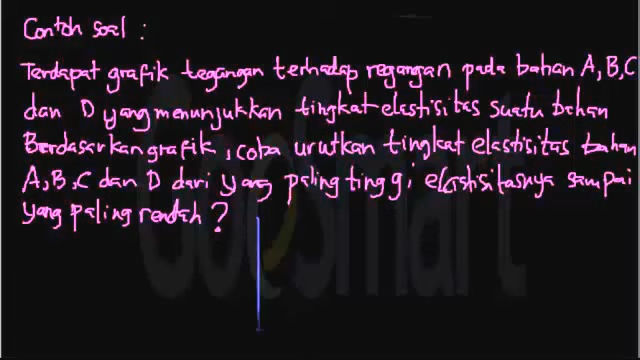 Contoh soal :
Terdapat grafik tegangan terhadap regangan pada bahan A, B, C
dan D yang menunjukkan tingkat elastisitas suatu bahan
Berdasarkan grafik, coba urutkan tingkat elastisitas bahan
A, B, C dan D dari yang paling tinggi elastisitasnya sampai
yang paling rendah ?